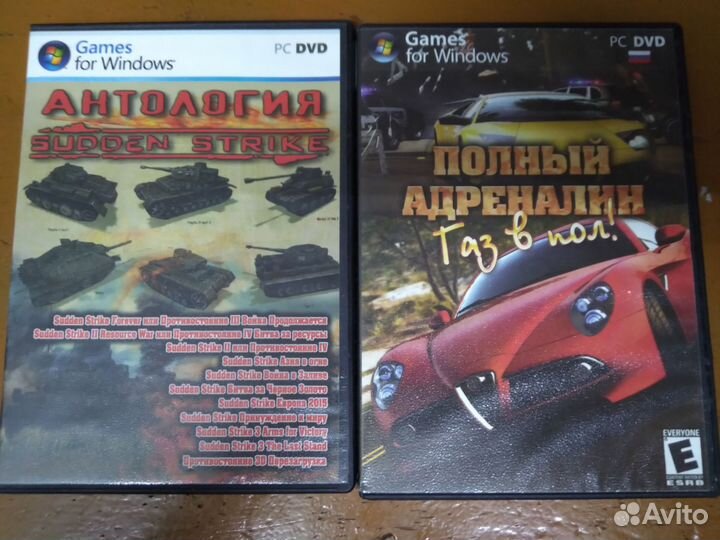 Games
for Windows
PC DVD
АНТОЛОГИЯ
SUDDEN STRIKE
Sudden Strike Forever или Противостояние III Война Продолжается
Sudden Strike II Resource War или Противостояние IV Битва за ресурсы
Sudden Strike II или Противостояние IV
Sudden Strike Азия в огне
Sudden Strike Война в Заливе
Sudden Strike Битва за Черное Золото
Sudden Strike Европа 2015
Sudden Strike Принуждение к миру
Sudden Strike 3 Arms for Victory
Sudden Strike 3 The Last Stand
Противостояние 3D Перезагрузка
Games
for Windows
PC DVD
ПОЛНЫЙ
АДРЕНАЛИН
Газ в пол!
EVERYONE
E
ESRB
Avito